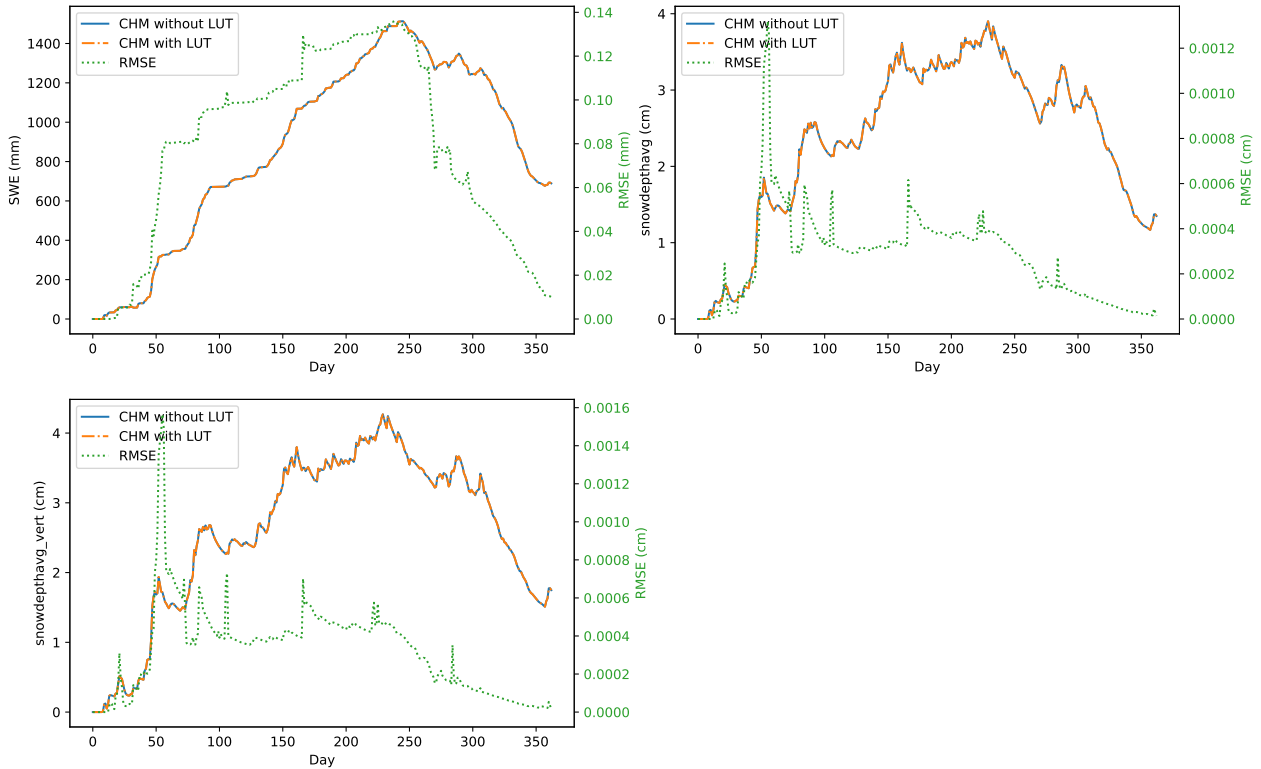 CHM without LUT
CHM with LUT
RMSE
SWE (mm)
1400
1200
1000
800
600
400
200
0
0.14
0.12
0.10
0.08
0.06
0.04
0.02
0.00
RMSE (mm)
0 50 100 150 200 250 300 350
Day
CHM without LUT
CHM with LUT
RMSE
snowdepthavg (cm)
4
3
2
1
0
0.0012
0.0010
0.0008
0.0006
0.0004
0.0002
0.0000
RMSE (cm)
0 50 100 150 200 250 300 350
Day
CHM without LUT
CHM with LUT
RMSE
snowdepthavg_vert (cm)
4
3
2
1
0
0.0016
0.0014
0.0012
0.0010
0.0008
0.0006
0.0004
0.0002
0.0000
RMSE (cm)
0 50 100 150 200 250 300 350
Day